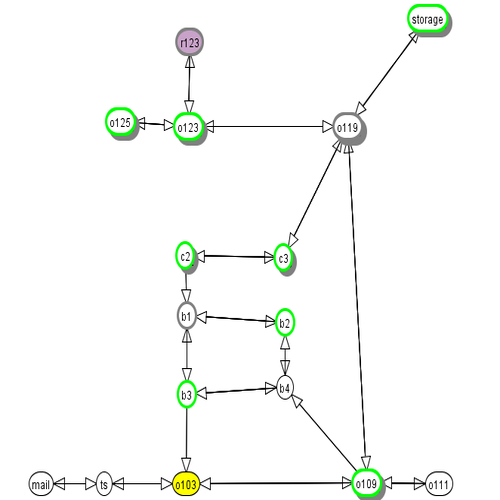 storage
r123
o125
o123
o119
c2
c3
b1
b2
b3
b4
mail
ts
o103
o109
o111